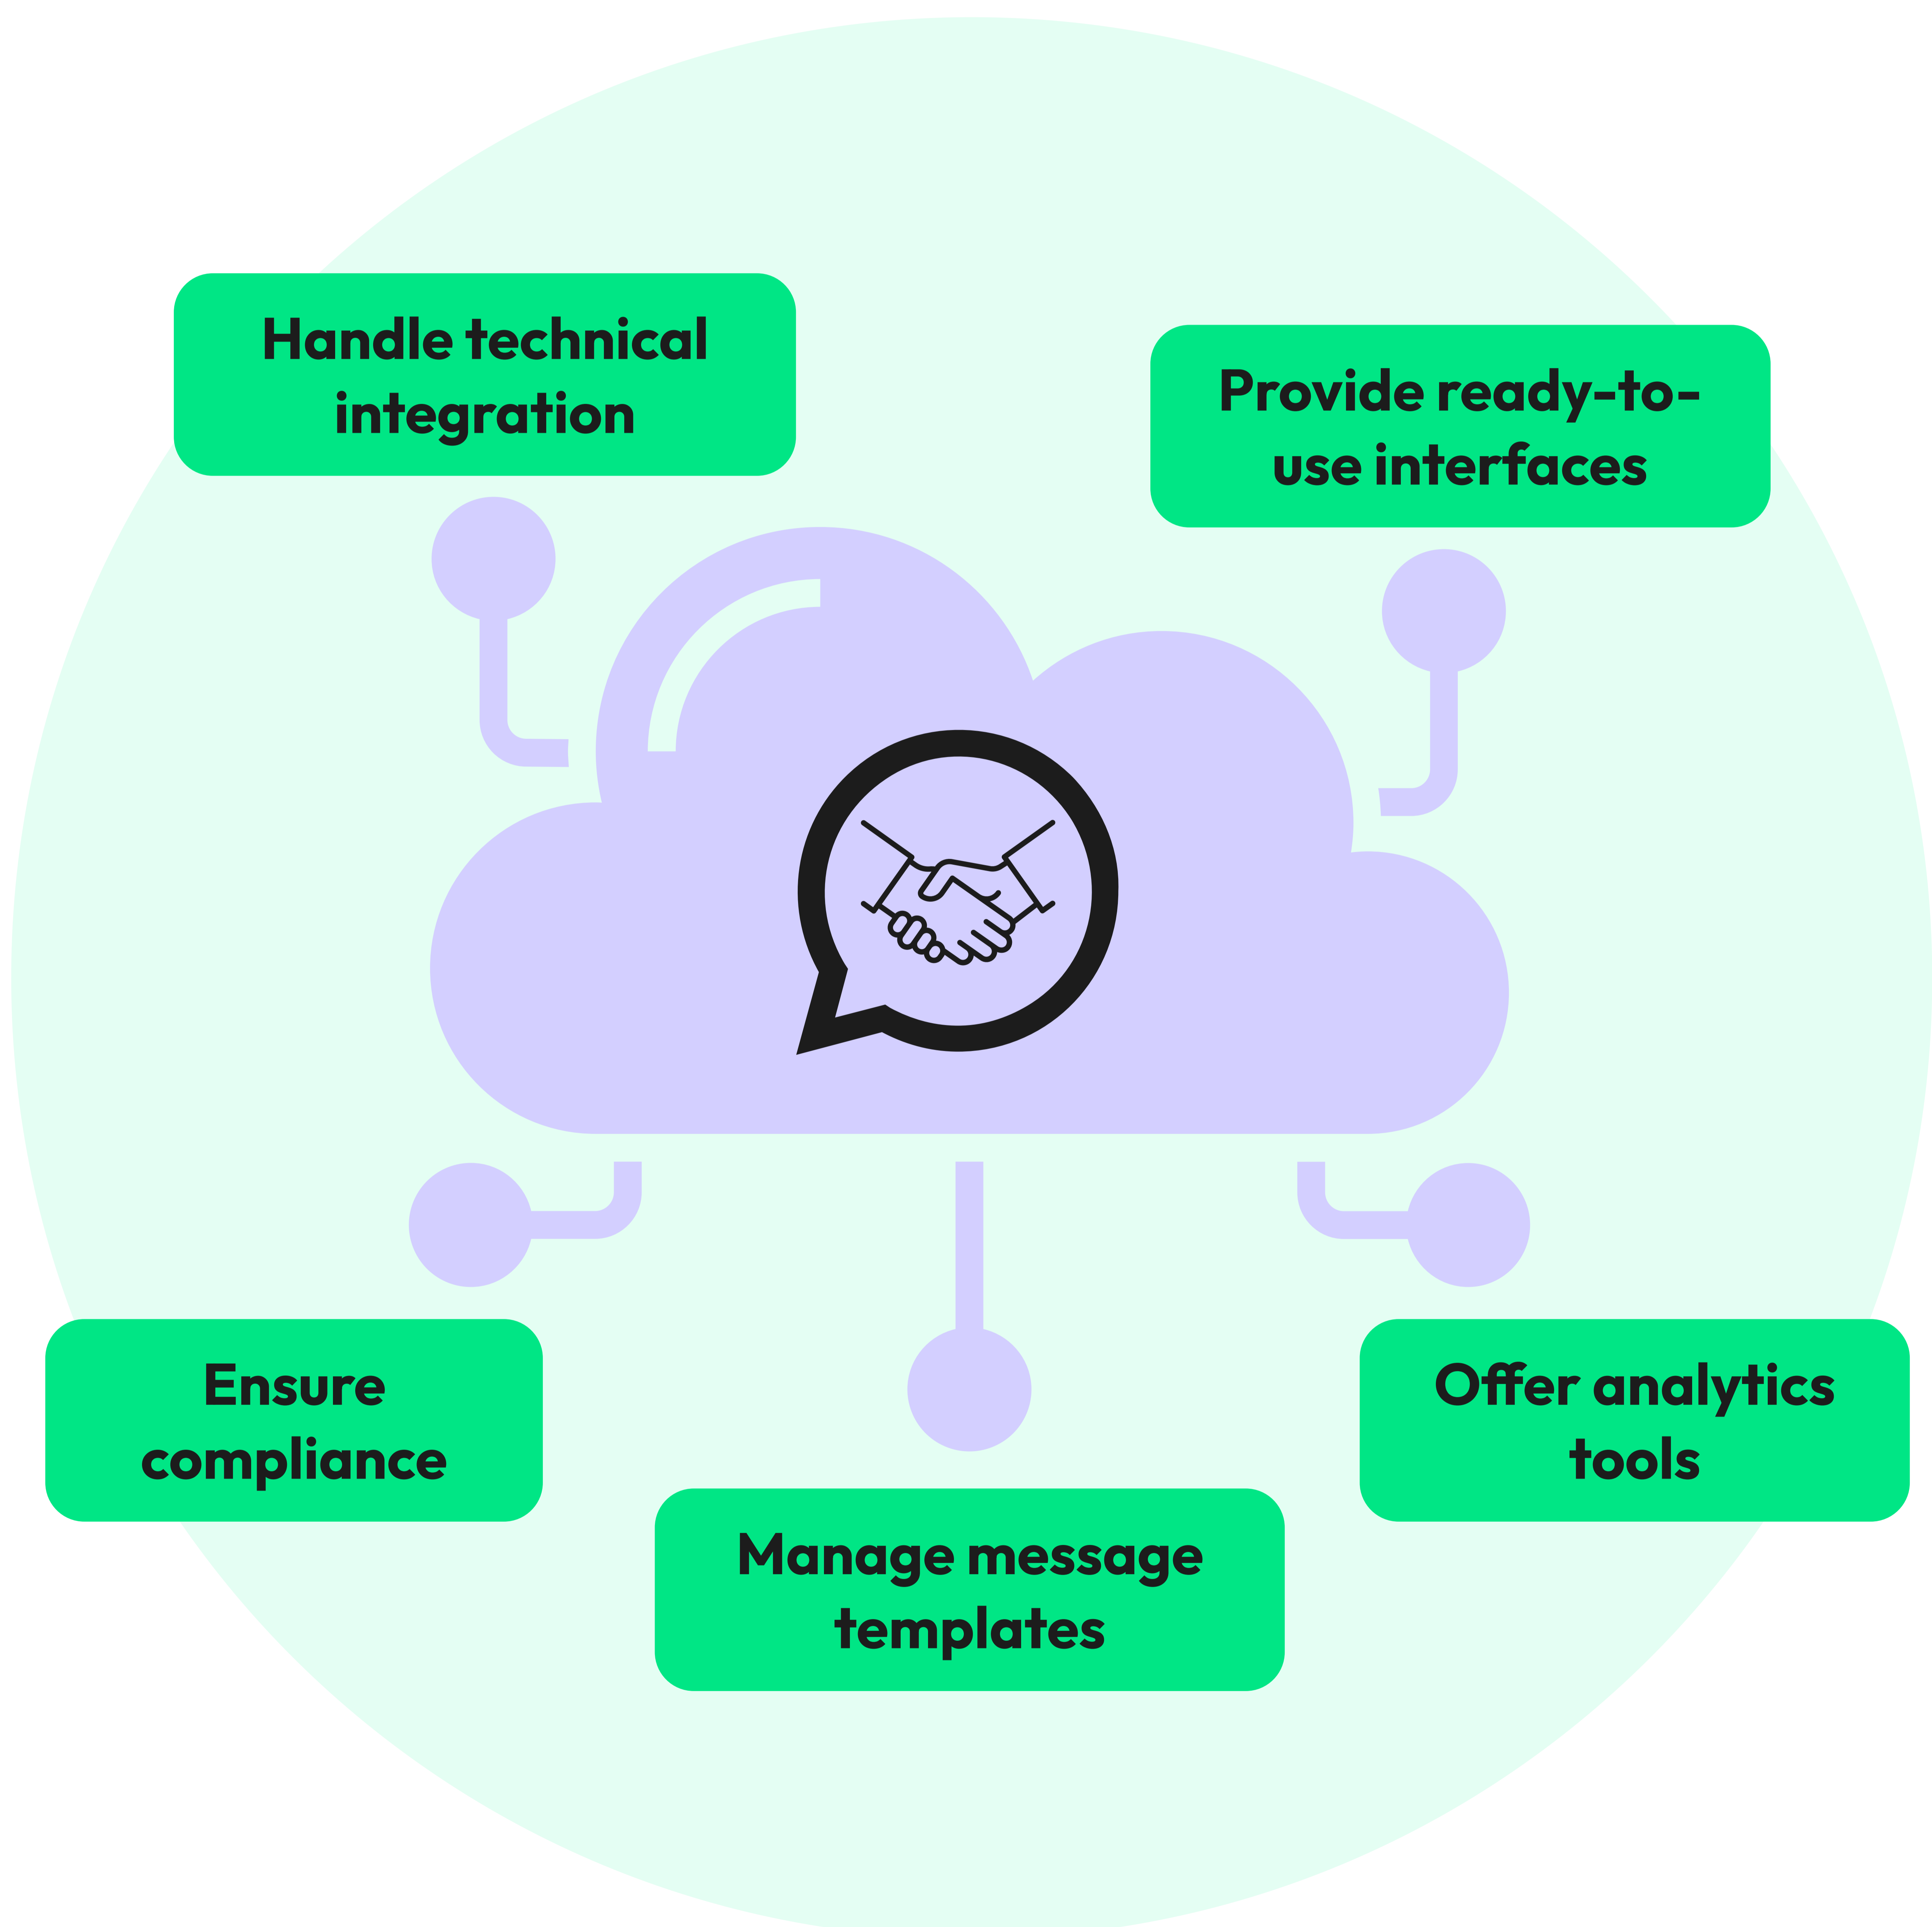 Handle technical
integration
Provide ready-to-
use interfaces
Ensure
compliance
Manage message
templates
Offer analytics
tools